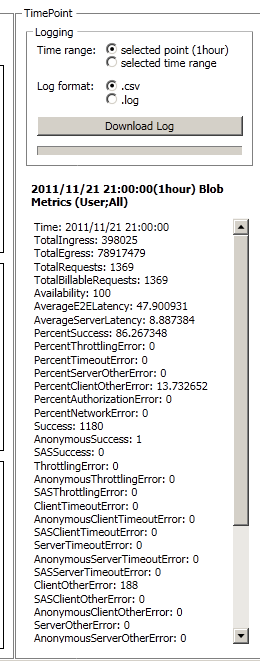 TimePoint
Logging
Time range: selected point (1hour)
selected time range
Log format: .csv
.log
Download Log
2011/11/21 21:00:00(1hour) Blob
Metrics (User;All)
Time: 2011/11/21 21:00:00
TotalIngress: 398025
TotalEgress: 78917479
TotalRequests: 1369
TotalBillableRequests: 1369
Availability: 100
AverageE2ELatency: 47.900931
AverageServerLatency: 8.887384
PercentSuccess: 86.267348
PercentThrottlingError: 0
PercentTimeoutError: 0
PercentServerOtherError: 0
PercentClientOtherError: 13.732652
PercentAuthorizationError: 0
PercentNetworkError: 0
Success: 1180
AnonymousSuccess: 1
SASSuccess: 0
ThrottlingError: 0
AnonymousThrottlingError: 0
SASThrottlingError: 0
ClientTimeoutError: 0
AnonymousClientTimeoutError: 0
SASClientTimeoutError: 0
ServerTimeoutError: 0
AnonymousServerTimeoutError: 0
SASServerTimeoutError: 0
ClientOtherError: 188
SASClientOtherError: 0
AnonymousClientOtherError: 0
ServerOtherError: 0
AnonymousServerOtherError: 0